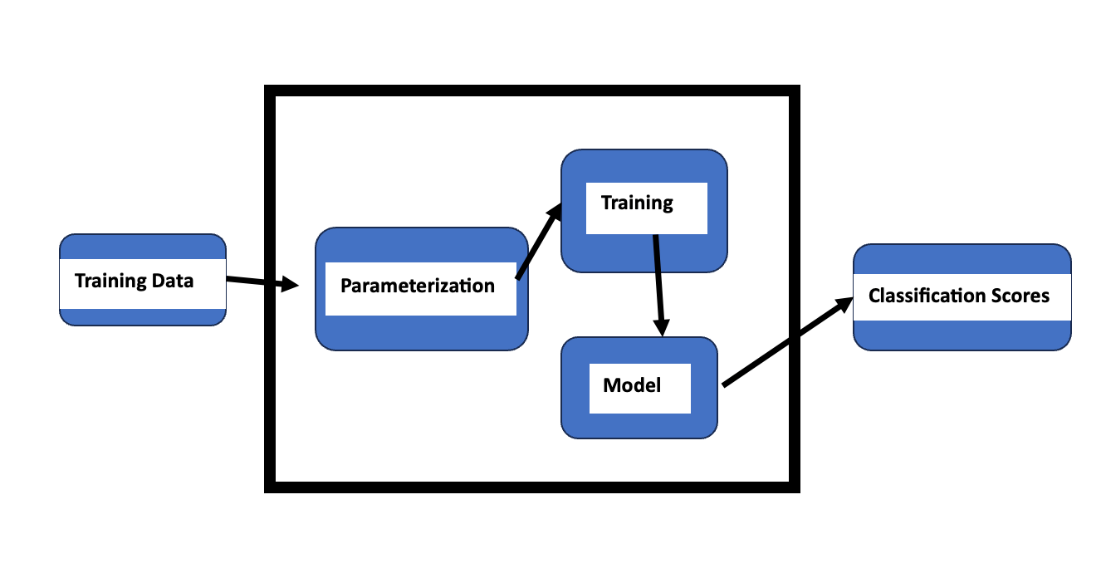 Training Data
Parameterization
Training
Model
Classification Scores